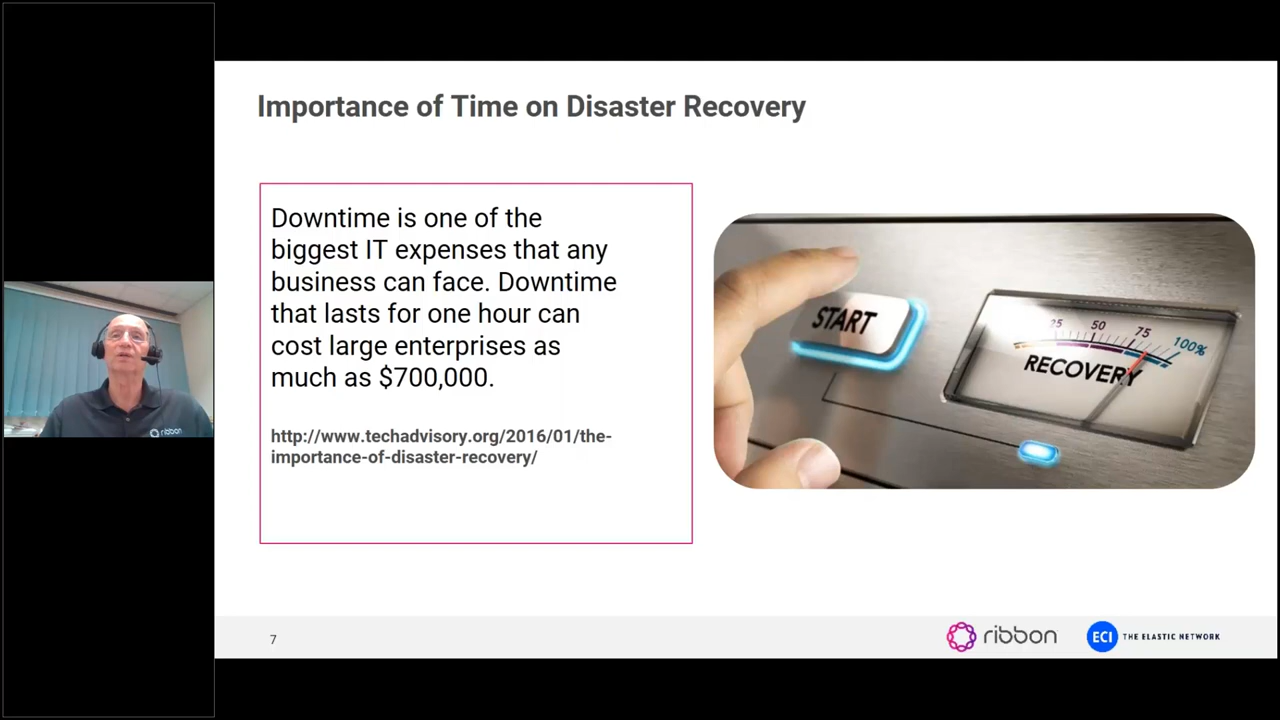 Importance of Time on Disaster Recovery
Downtime is one of the
biggest IT expenses that any
business can face. Downtime
that lasts for one hour can
cost large enterprises as
much as $700,000.
http://www.techadvisory.org/2016/01/the-
importance-of-disaster-recovery/
START
25 50 75 100%
RECOVERY
ribbon
7
ribbon
ECI THE ELASTIC NETWORK